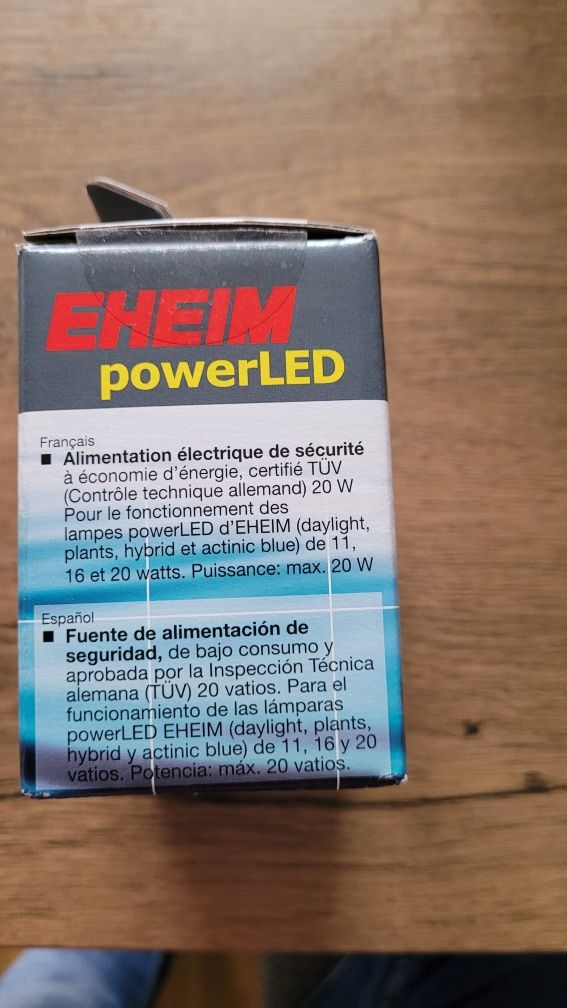 EHEIM
powerLED
Français
■ Alimentation électrique de sécurité
à économie d'énergie, certifié TÜV
(Contrôle technique allemand) 20 W
Pour le fonctionnement des
lampes powerLED d'EHEIM (daylight,
plants, hybrid et actinic blue) de 11,
16 et 20 watts. Puissance: max. 20 W
Español
■ Fuente de alimentación de
seguridad, de bajo consumo y
aprobada por la Inspección Técnica
alemana (TÜV) 20 vatios. Para el
funcionamiento de las lámparas
powerLED EHEIM (daylight, plants,
hybrid y actinic blue) de 11, 16 y 20
vatios. Potencia: máx. 20 vatios.